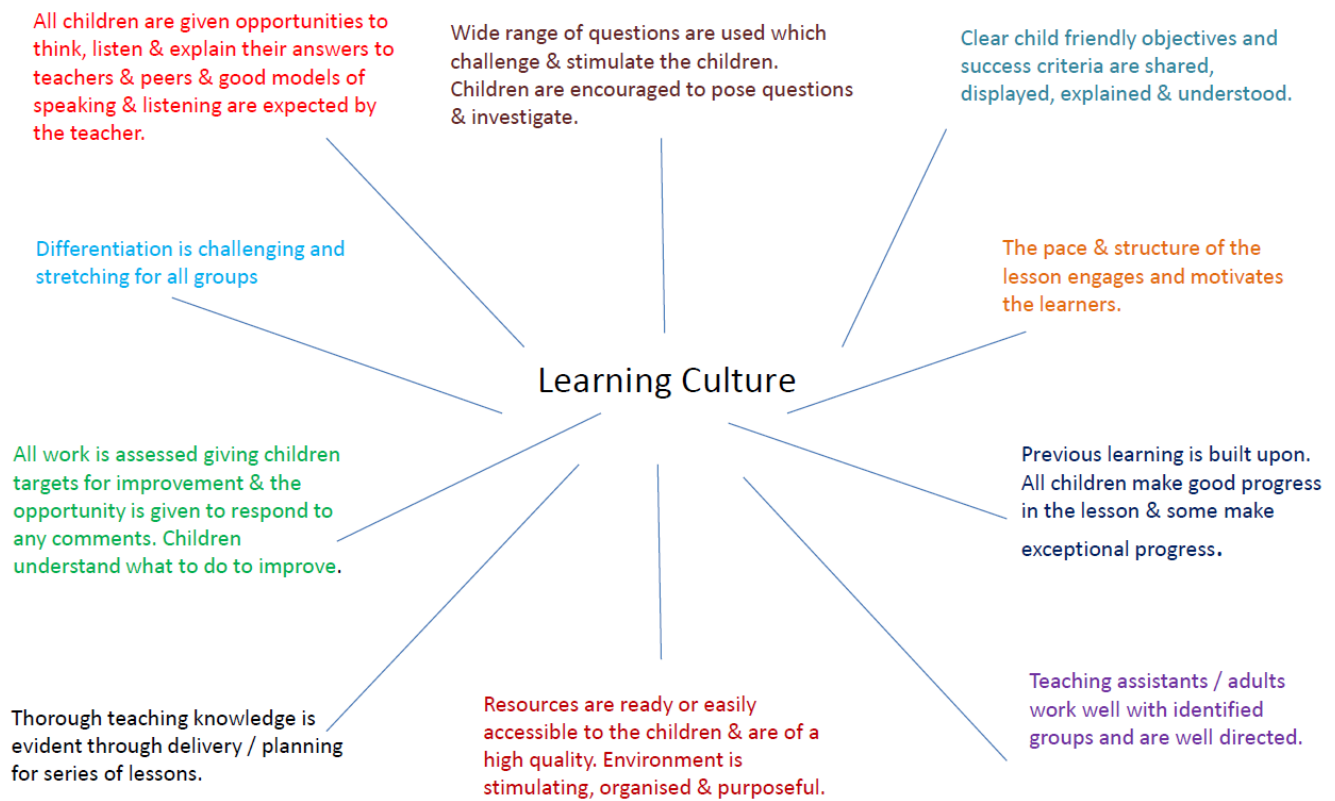 All children are given opportunities to
think, listen & explain their answers to
teachers & peers & good models of
speaking & listening are expected by
the teacher.
Wide range of questions are used which
challenge & stimulate the children.
Children are encouraged to pose questions
& investigate.
Clear child friendly objectives and
success criteria are shared,
displayed, explained & understood.
Differentiation is challenging and
stretching for all groups
The pace & structure of the
lesson engages and motivates
the learners.
Learning Culture
All work is assessed giving children
targets for improvement & the
opportunity is given to respond to
any comments. Children
understand what to do to improve.
Previous learning is built upon.
All children make good progress
in the lesson & some make
exceptional progress.
Thorough teaching knowledge is
evident through delivery / planning
for series of lessons.
Resources are ready or easily
accessible to the children & are of a
high quality. Environment is
stimulating, organised & purposeful.
Teaching assistants / adults
work well with identified
groups and are well directed.